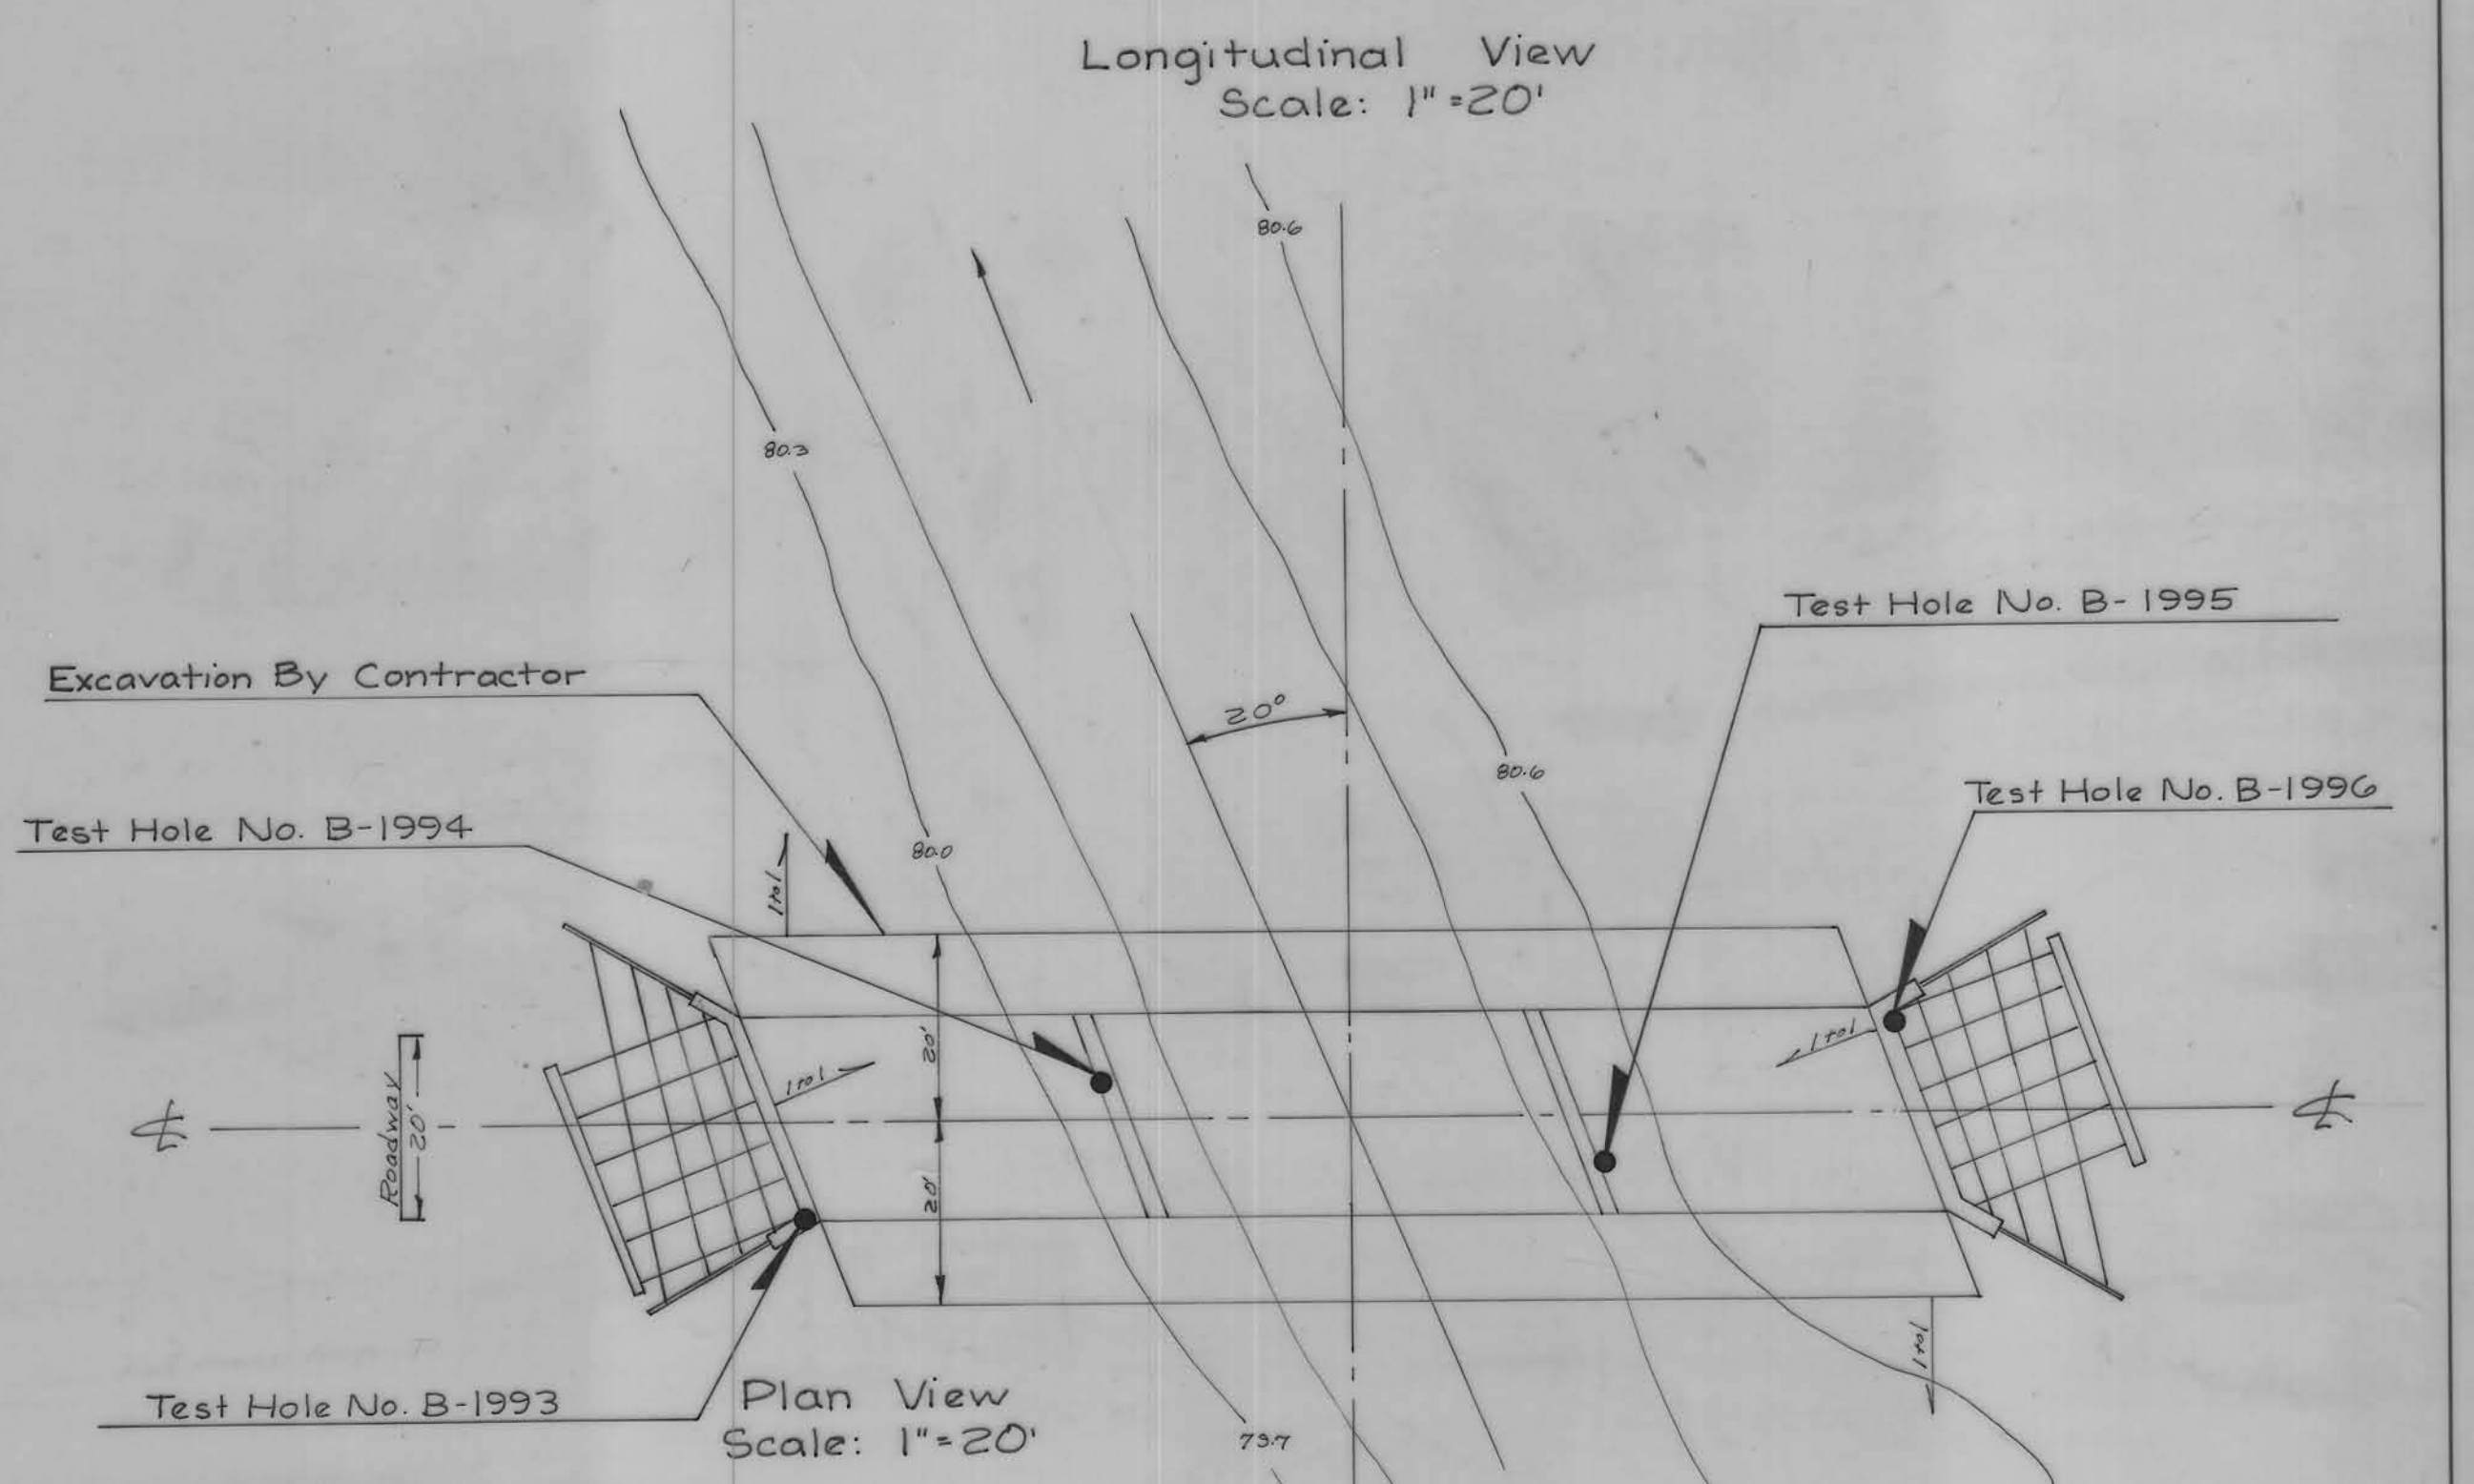 Longitudinal View
Scale: 1"=20'
80.6
80.3
Test Hole No. B-1995
Excavation By Contractor
20°
80.6
Test Hole No. B-1996
Test Hole No. B-1994
80.0
1 to 1
1 to 1
1 to 1
20'
Roadway
20'
20'
1 to 1
Test Hole No. B-1993
Plan View
Scale: 1"=20'
79.7